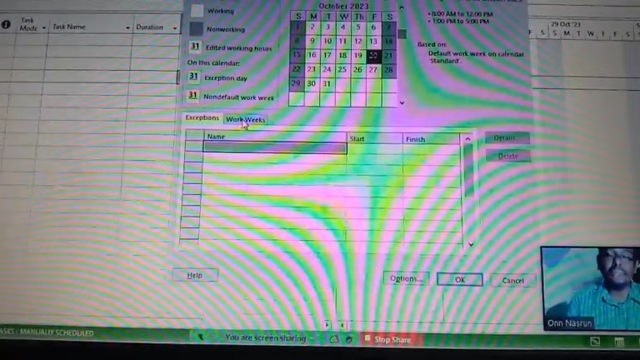 Working
October 2023
8:00 AM to 12:00 PM
• 1:00 PM to 5:00 PM
29 Oct '23
Task Mode
Task Name
Duration
S M T W T F S
M T W T F S
Nonworking
1 2 3 4 5 6 7
8 9 10 11 12 13 14
31 Edited working hours
Based on:
Default work week on calendar 'Standard'.
15 16 17 18 19 20 21
On this calendar:
22 23 24 25 26 27 28
31 Exception day
29 30 31
31 Nondefault work week
Exceptions
Work Weeks
Name
Start
Finish
Details
Delete
Help
Options...
OK
Cancel
Onn Nasrun
MANUALLY SCHEDULED
You are screen sharing
Stop Share